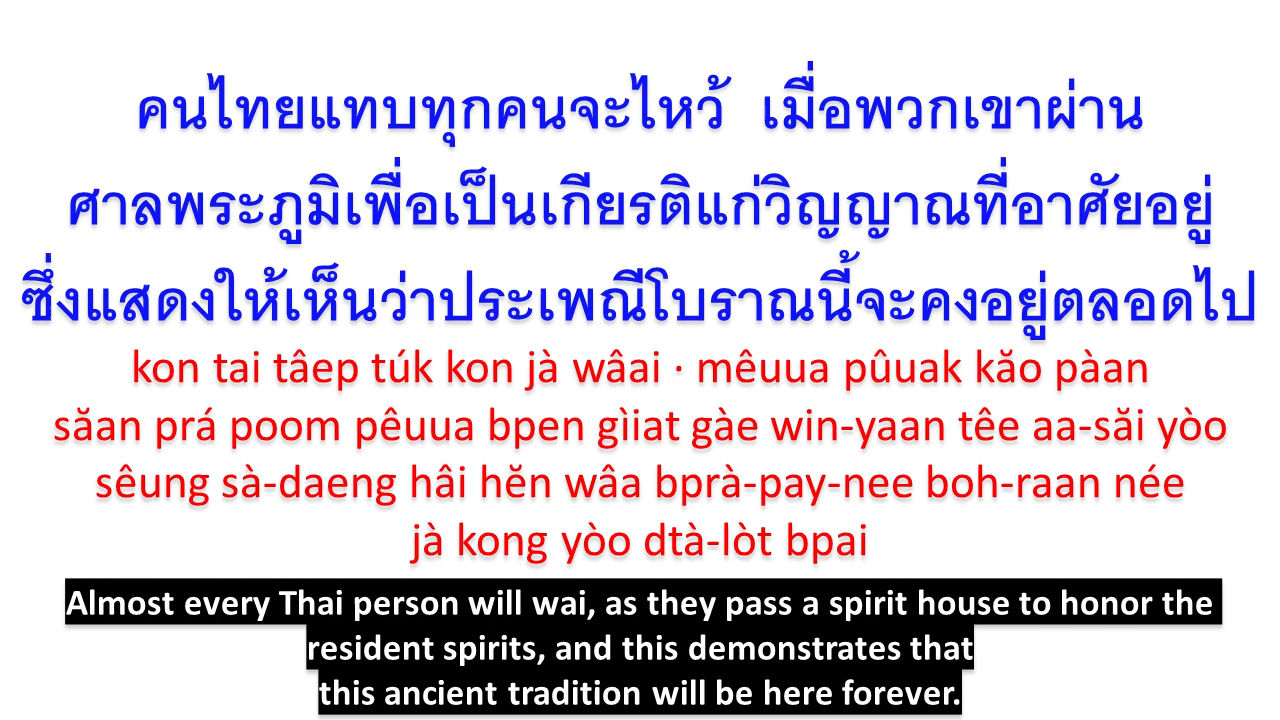 คนไทยแทบทุกคนจะไหว้ เมื่อพวกเขาผ่าน
ศาลพระภูมิเพื่อเป็นเกียรติแก่วิญญาณที่อาศัยอยู่
ซึ่งแสดงให้เห็นว่าประเพณีโบราณนี้จะคงอยู่ตลอดไป
kon tai tâep túk kon jà wâai · mêuua pûuak kăo pàan
săan prá poom pêuua bpen gìiat gàe win-yaan têe aa-săi yòo
sêung sà-daeng hâi hĕn wâa bprà-pay-nee boh-raan née
jà kong yòo dtà-lòt bpai
Almost every Thai person will wai, as they pass a spirit house to honor the
resident spirits, and this demonstrates that
this ancient tradition will be here forever.